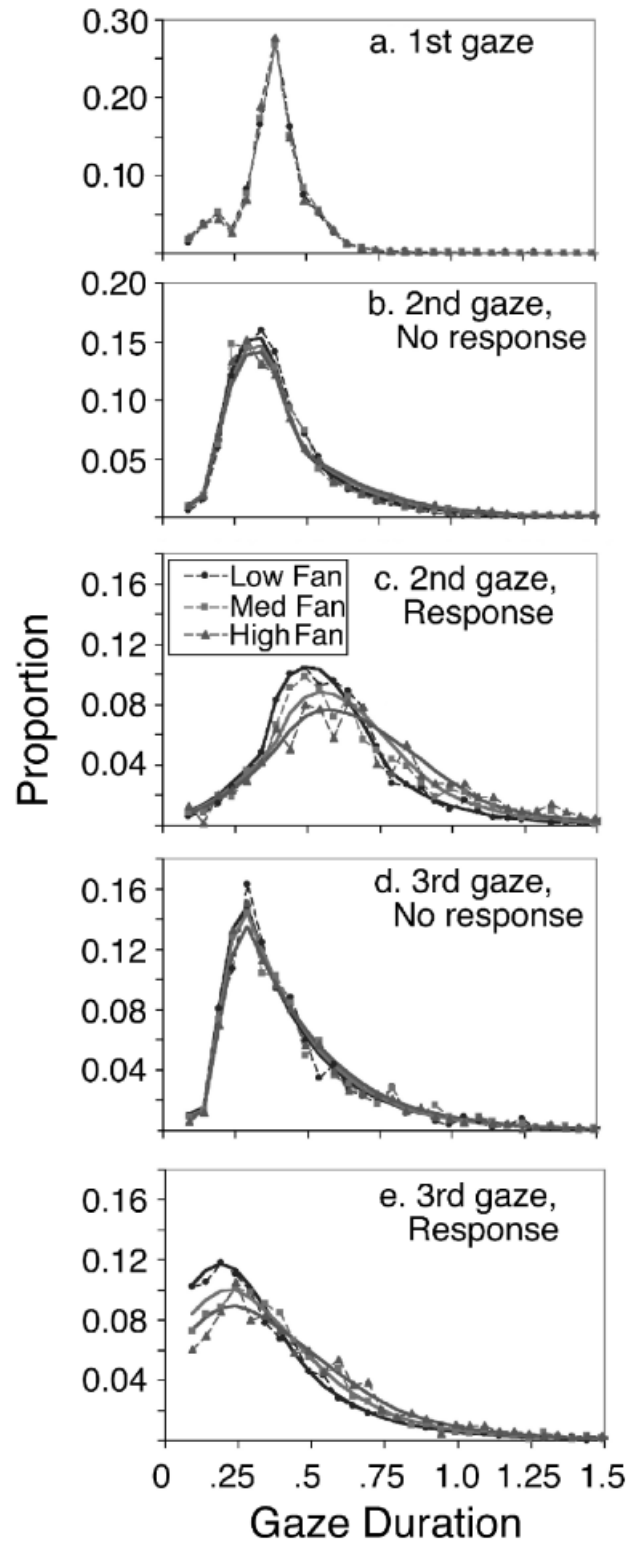 0.30
a. 1st gaze
0.20
0.10
0.20
b. 2nd gaze,
No response
0.15
0.10
0.05
Low Fan
Med Fan
High Fan
c. 2nd gaze,
Response
0.16
0.12
0.08
0.04
Proportion
d. 3rd gaze,
No response
0.16
0.12
0.08
0.04
e. 3rd gaze,
Response
0.16
0.12
0.08
0.04
0 .25 .5 .75 1.0 1.25 1.5
Gaze Duration